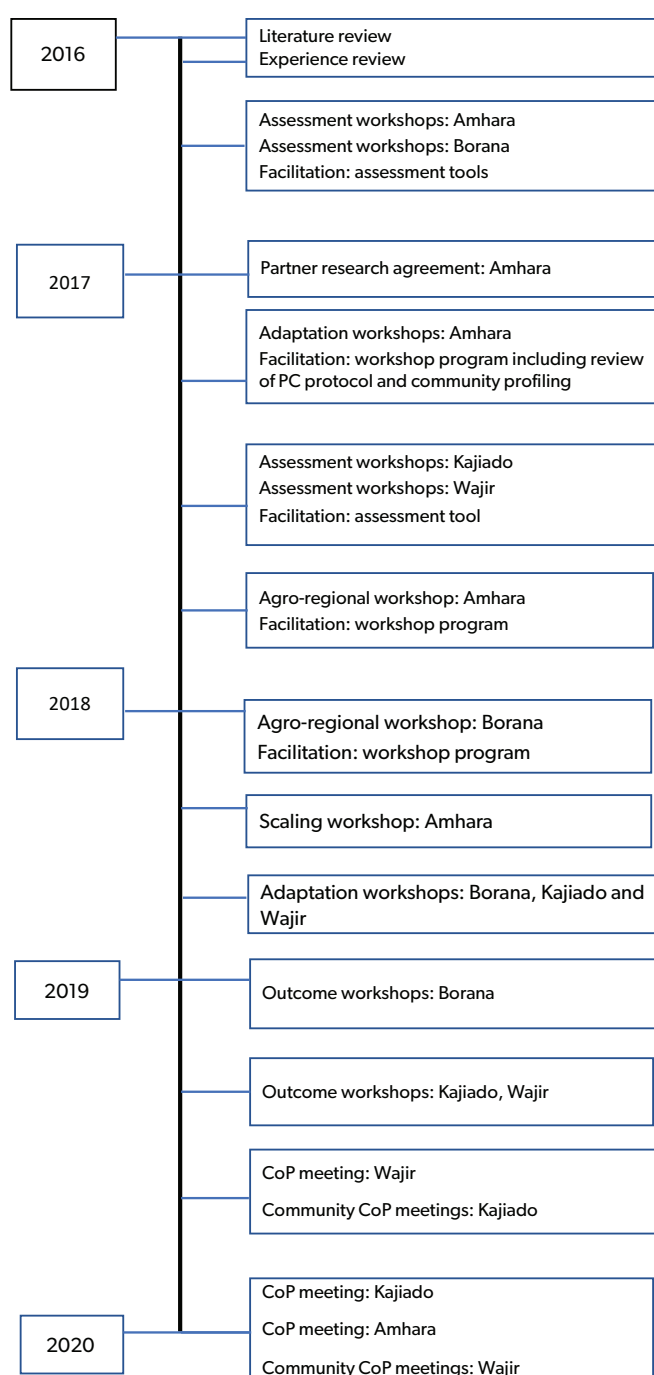 2016
Literature review
Experience review
Assessment workshops: Amhara
Assessment workshops: Borana
Facilitation: assessment tools
2017
Partner research agreement: Amhara
Adaptation workshops: Amhara
Facilitation: workshop program including review
of PC protocol and community profiling
Assessment workshops: Kajiado
Assessment workshops: Wajir
Facilitation: assessment tool
Agro-regional workshop: Amhara
Facilitation: workshop program
2018
Agro-regional workshop: Borana
Facilitation: workshop program
Scaling workshop: Amhara
Adaptation workshops: Borana, Kajiado and
Wajir
2019
Outcome workshops: Borana
Outcome workshops: Kajiado, Wajir
CoP meeting: Wajir
Community CoP meetings: Kajiado
2020
CoP meeting: Kajiado
CoP meeting: Amhara
Community CoP meetings: Wajir